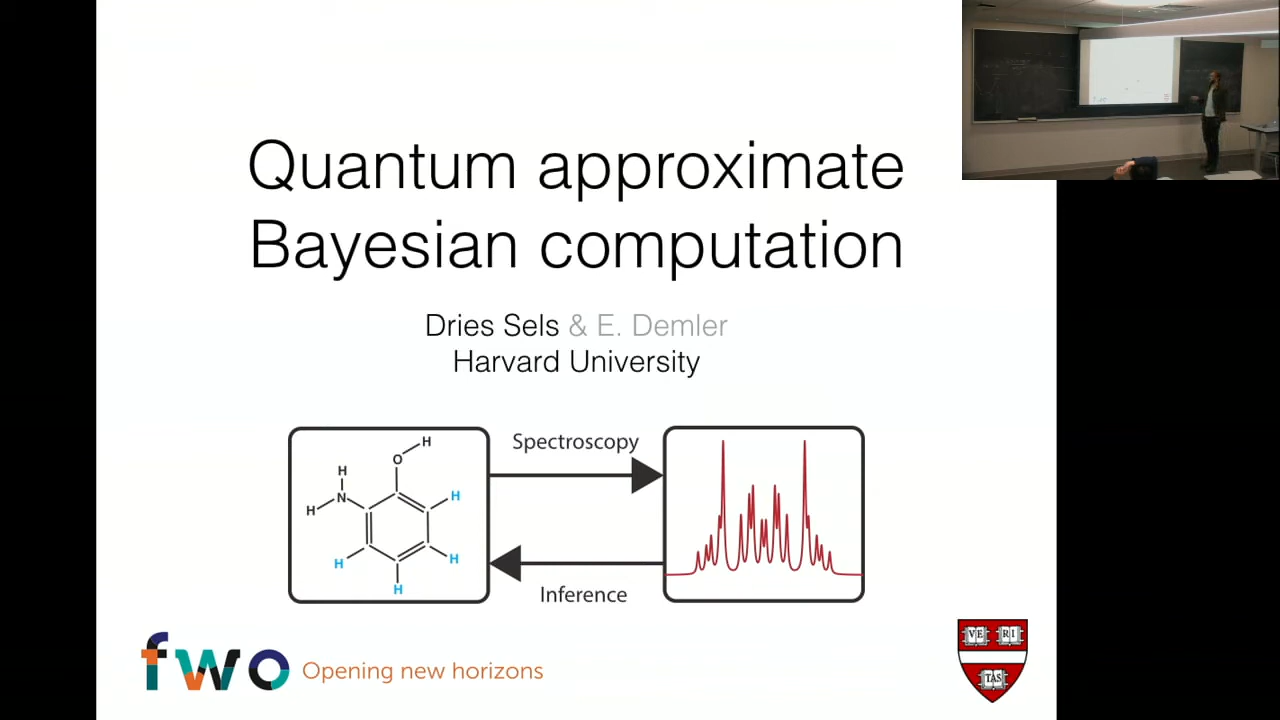 Quantum approximate
Bayesian computation
Dries Sels & E. Demler
Harvard University
Spectroscopy
Inference
H
O
H
N
H
H
H
H
H
fwo Opening new horizons
VE RI
TAS